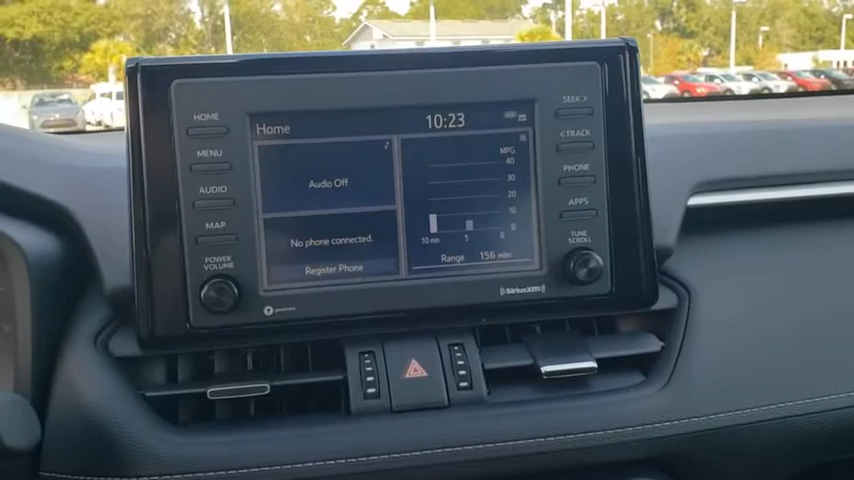 HOME
MENU
AUDIO
MAP
POWER
VOLUME
Home
10:23
Audio Off
No phone connected.
Register Phone
MPG
40
30
20
10
0
10 min
5
0
Range
156 miles
SEEK >
< TRACK
PHONE
APPS
TUNE
SCROLL
((SiriusXM))